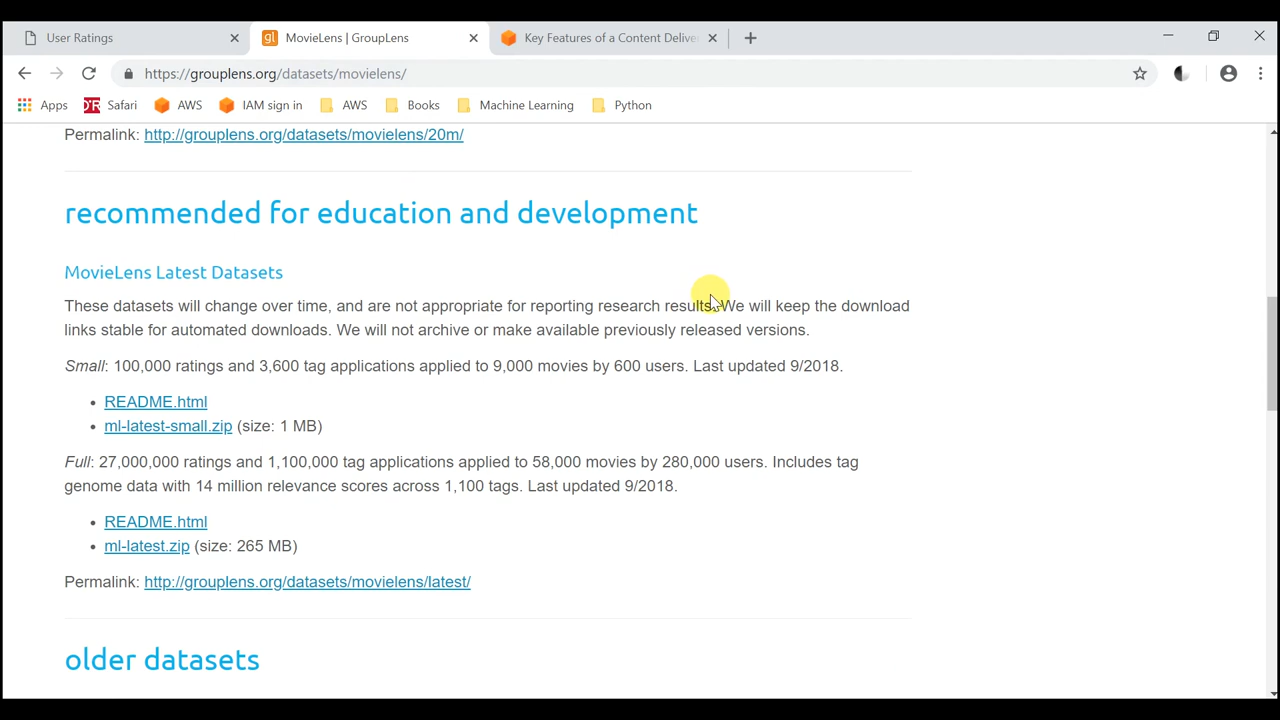 User Ratings
gl MovieLens | GroupLens
Key Features of a Content Deliver
https://grouplens.org/datasets/movielens/
Apps Safari AWS IAM sign in AWS Books Machine Learning Python
Permalink: http://grouplens.org/datasets/movielens/20m/
recommended for education and development
MovieLens Latest Datasets
These datasets will change over time, and are not appropriate for reporting research results. We will keep the download
links stable for automated downloads. We will not archive or make available previously released versions.
Small: 100,000 ratings and 3,600 tag applications applied to 9,000 movies by 600 users. Last updated 9/2018.
• README.html
• ml-latest-small.zip (size: 1 MB)
Full: 27,000,000 ratings and 1,100,000 tag applications applied to 58,000 movies by 280,000 users. Includes tag
genome data with 14 million relevance scores across 1,100 tags. Last updated 9/2018.
• README.html
• ml-latest.zip (size: 265 MB)
Permalink: http://grouplens.org/datasets/movielens/latest/
older datasets